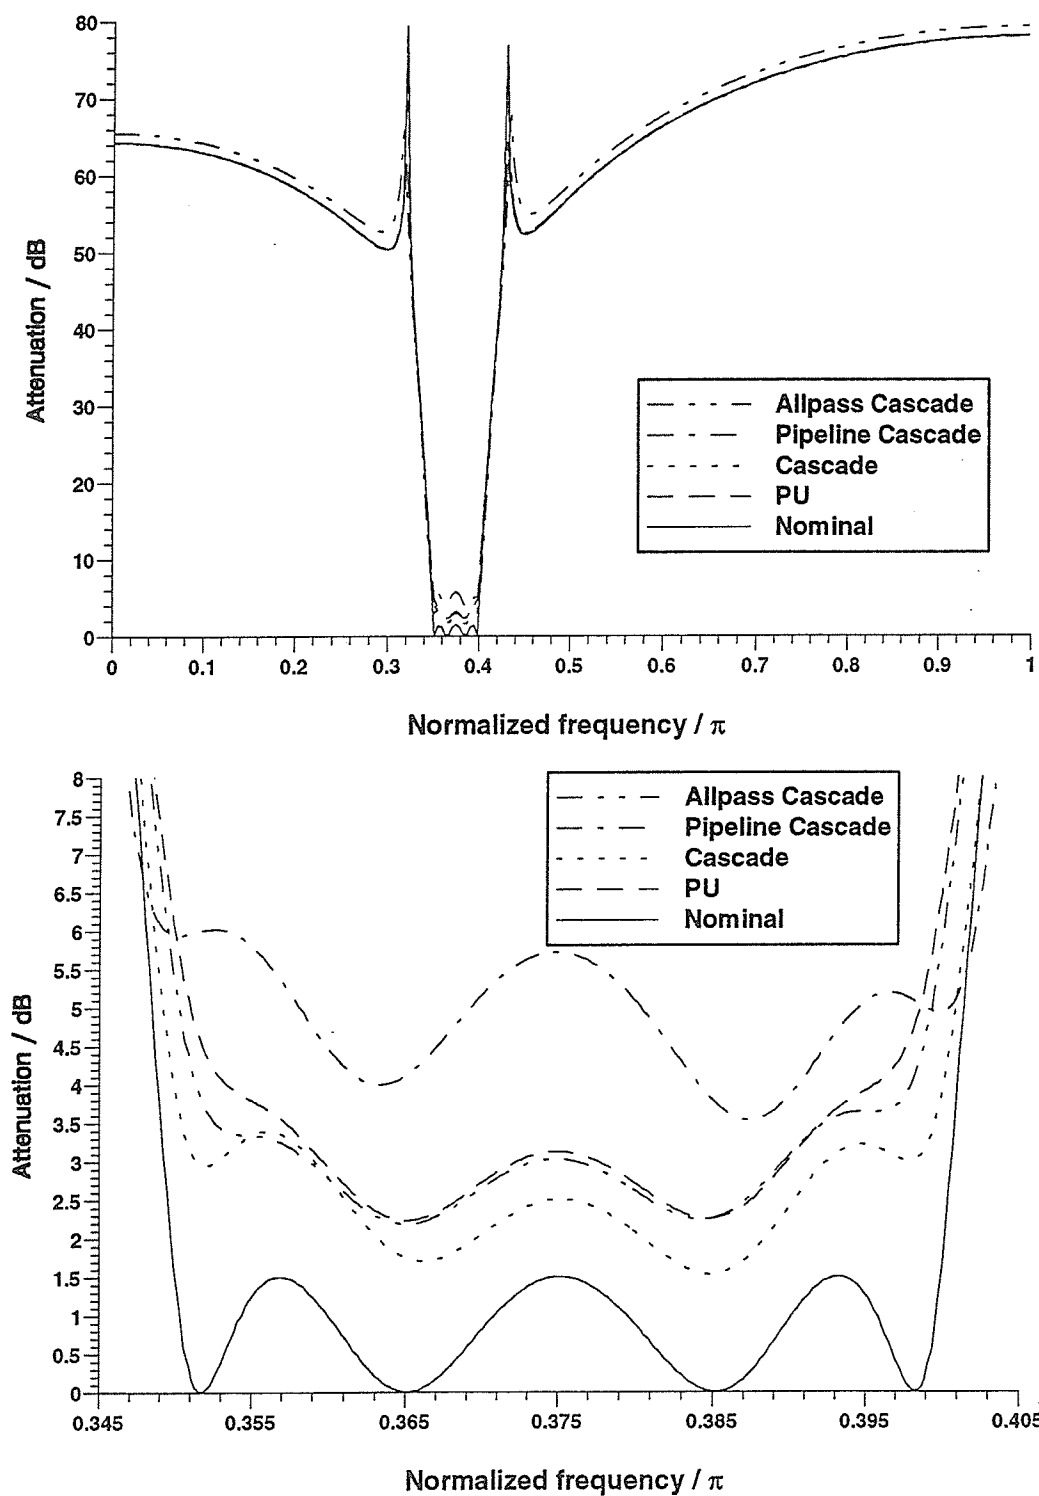 80
70
60
50
40
30
20
10
0
Attenuation / dB
Allpass Cascade
Pipeline Cascade
Cascade
PU
Nominal
0 0.1 0.2 0.3 0.4 0.5 0.6 0.7 0.8 0.9 1
Normalized frequency / π
8
7.5
7
6.5
6
5.5
5
4.5
4
3.5
3
2.5
2
1.5
1
0.5
0
Attenuation / dB
Allpass Cascade
Pipeline Cascade
Cascade
PU
Nominal
0.345 0.355 0.365 0.375 0.385 0.395 0.405
Normalized frequency / π